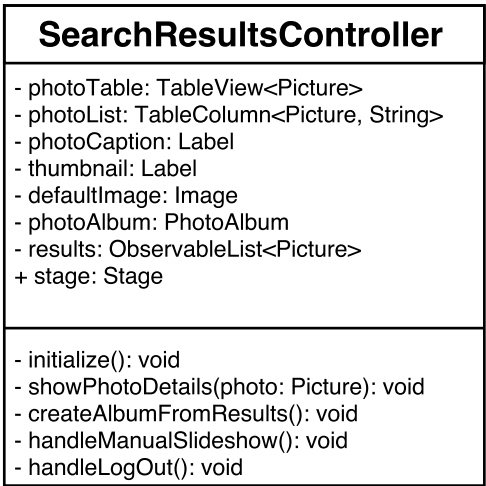 SearchResultsController
- photoTable: TableView<Picture>
- photoList: TableColumn<Picture, String>
- photoCaption: Label
- thumbnail: Label
- defaultImage: Image
- photoAlbum: PhotoAlbum
- results: ObservableList<Picture>
+ stage: Stage
- initialize(): void
- showPhotoDetails(photo: Picture): void
- createAlbumFromResults(): void
- handleManualSlideshow(): void
- handleLogOut(): void